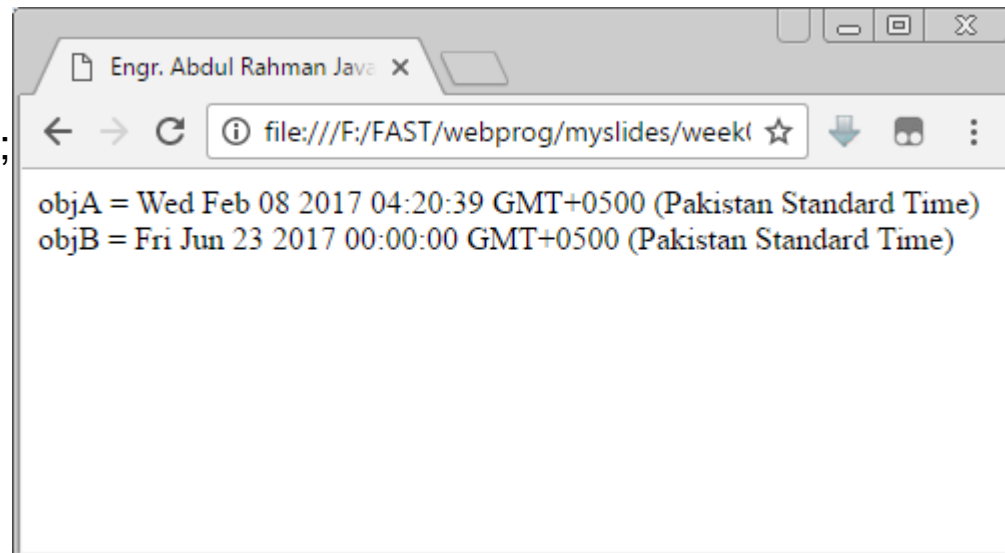 Engr. Abdul Rahman Java
;
file:///F:/FAST/webprog/myslides/week
objA = Wed Feb 08 2017 04:20:39 GMT+0500 (Pakistan Standard Time)
objB = Fri Jun 23 2017 00:00:00 GMT+0500 (Pakistan Standard Time)